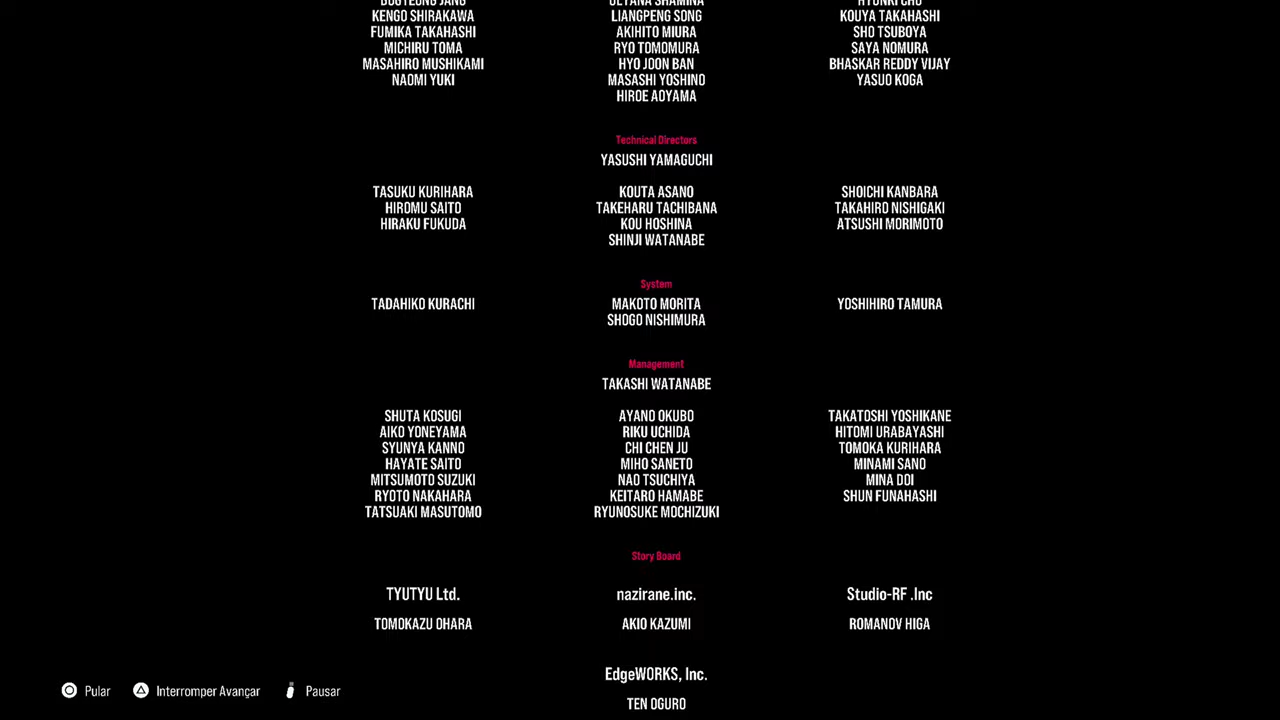 KENGO SHIRAKAWA LIANGPENG SONG KOUYA TAKAHASHI
FUMIKA TAKAHASHI AKIHITO MIURA SHO TSUBOYA
MICHIRU TOMA RYO TOMOMURA SAYA NOMURA
MASAHIRO MUSHIKAMI HYO JOON BAN BHASKAR REDDY VIJAY
NAOMI YUKI MASASHI YOSHINO YASUO KOGA
HIROE AOYAMA
Technical Directors
YASUSHI YAMAGUCHI
TASUKU KURIHARA KOUTA ASANO SHOICHI KANBARA
HIROMU SAITO TAKEHARU TACHIBANA TAKAHIRO NISHIGAKI
HIRAKU FUKUDA KOU HOSHINA ATSUSHI MORIMOTO
SHINJI WATANABE
System
TADAHIKO KURACHI MAKOTO MORITA YOSHIHIRO TAMURA
SHOGO NISHIMURA
Management
TAKASHI WATANABE
SHUTA KOSUGI AYANO OKUBO TAKATOSHI YOSHIKANE
AIKO YONEYAMA RIKU UCHIDA HITOMI URABAYASHI
SYUNYA KANNO CHI CHEN JU TOMOKA KURIHARA
HAYATE SAITO MIHO SANETO MINAMI SANO
MITSUMOTO SUZUKI NAO TSUCHIYA MINA DOI
RYOTO NAKAHARA KEITARO HAMABE SHUN FUNAHASHI
TATSUAKI MASUTOMO RYUNOSUKE MOCHIZUKI
Story Board
TYUTYU Ltd. nazirane.inc. Studio-RF .Inc
TOMOKAZU OHARA AKIO KAZUMI ROMANOV HIGA
EdgeWORKS, Inc.
TEN OGURO
Pular Interromper Avançar Pausar